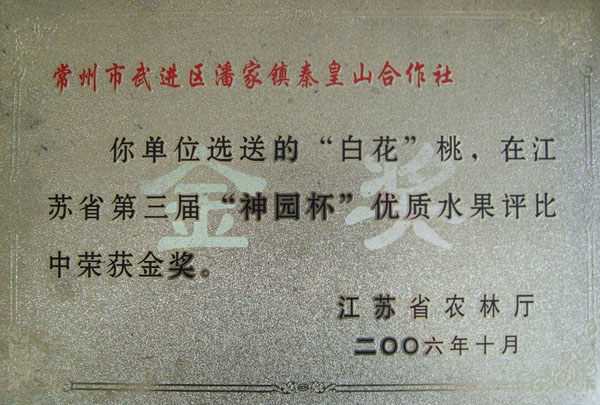 常州市武进区潘家镇秦皇山合作社
你单位选送的“白花”桃，在江
苏省第三届“神园杯”优质水果评比
中荣获金奖。
金奖
江苏省农林厅
二〇〇六年十月